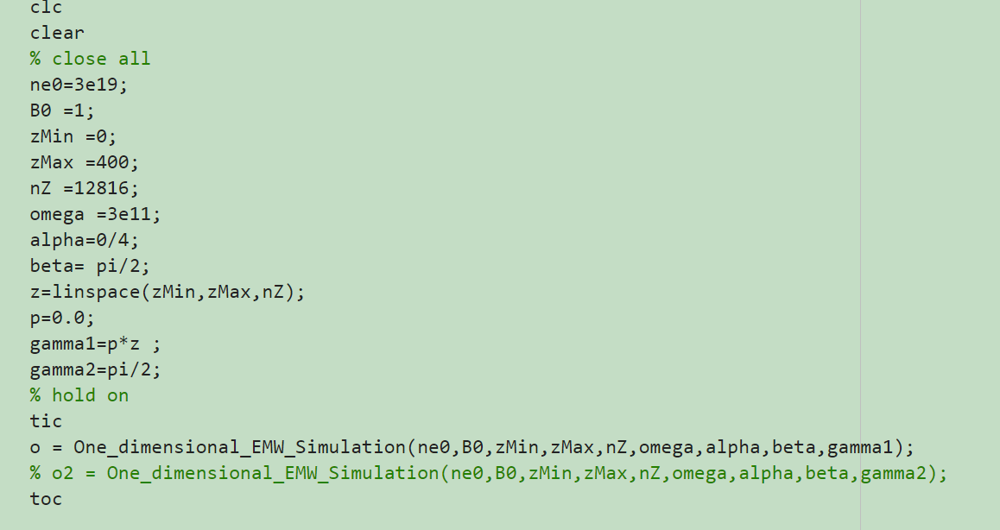 clc
clear
% close all
ne0=3e19;
B0 =1;
zMin =0;
zMax =400;
nZ =12816;
omega =3e11;
alpha=0/4;
beta= pi/2;
z=linspace(zMin,zMax,nZ);
p=0.0;
gamma1=p*z ;
gamma2=pi/2;
% hold on
tic
o = One_dimensional_EMW_Simulation(ne0,B0,zMin,zMax,nZ,omega,alpha,beta,gamma1);
% o2 = One_dimensional_EMW_Simulation(ne0,B0,zMin,zMax,nZ,omega,alpha,beta,gamma2);
toc